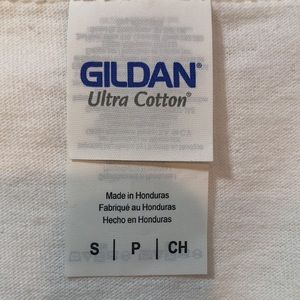 GILDAN®
Ultra Cotton®
Made in Honduras
Fabriqué au Honduras
Hecho en Honduras
S | P | CH